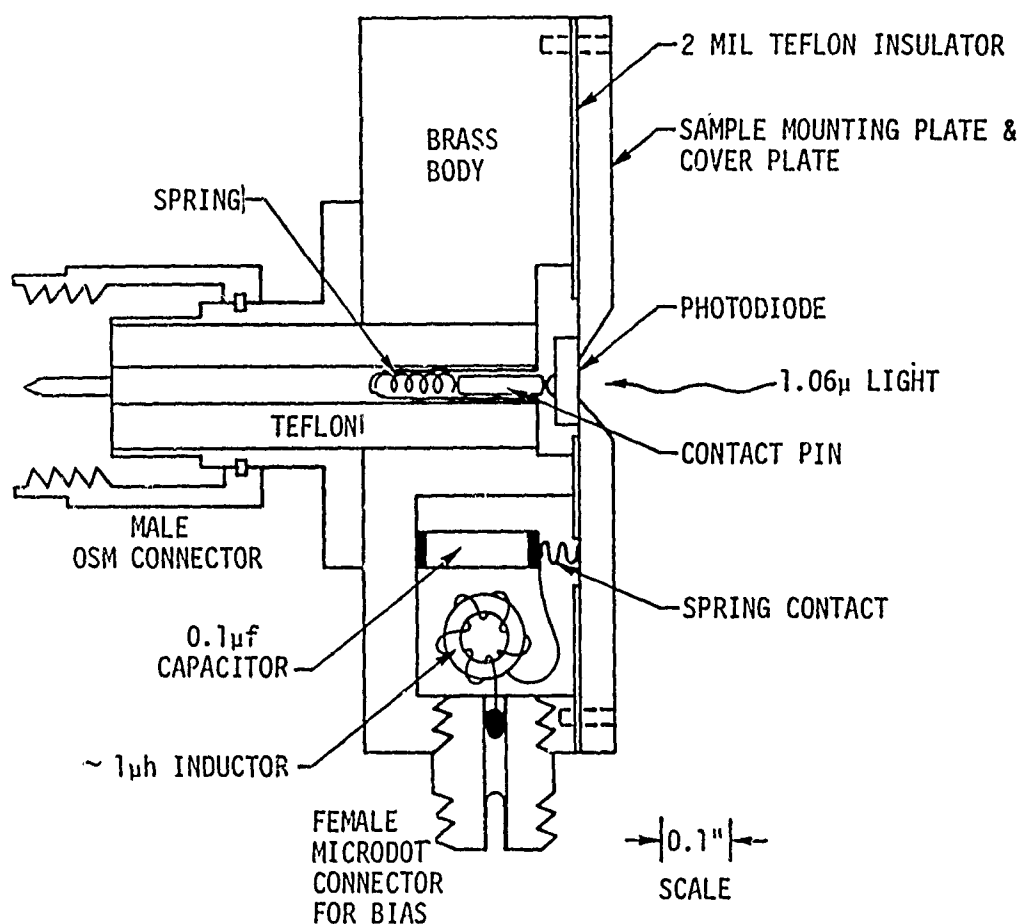 2 MIL TEFLON INSULATOR
SAMPLE MOUNTING PLATE &
COVER PLATE
BRASS
BODY
SPRING
PHOTODIODE
1.06μ LIGHT
TEFLON
CONTACT PIN
MALE
OSM CONNECTOR
SPRING CONTACT
0.1μf
CAPACITOR
~ 1μh INDUCTOR
FEMALE
MICRODOT
CONNECTOR
FOR BIAS
0.1"
SCALE